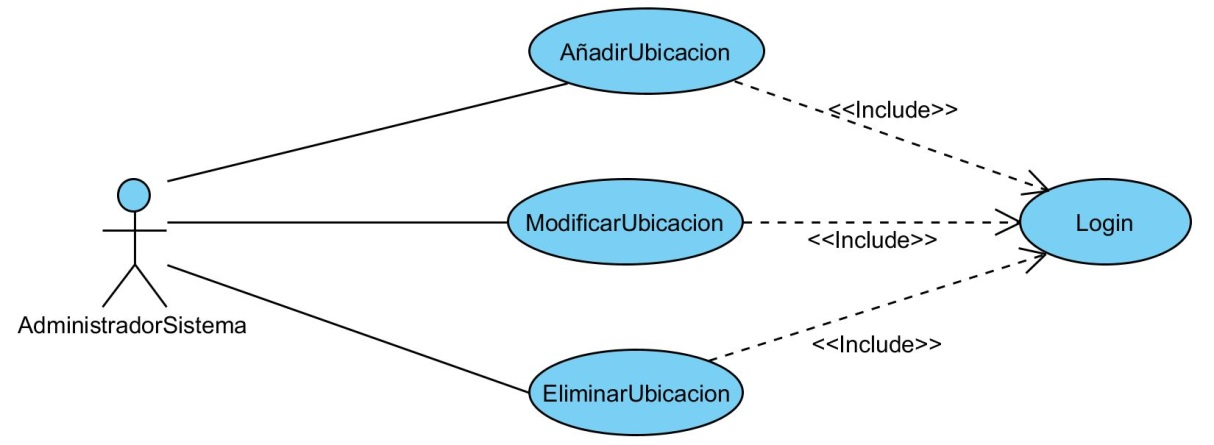 AñadirUbicacion
<<Include>>
ModificarUbicacion
<<Include>>
Login
AdministradorSistema
<<Include>>
EliminarUbicacion